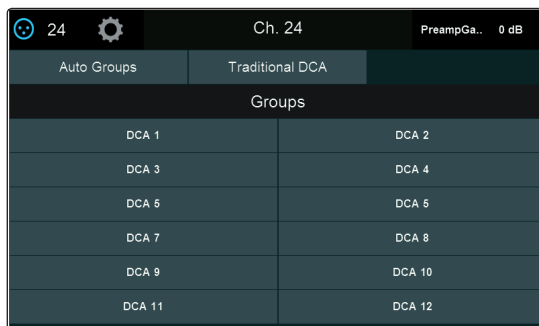 24 Ch. 24 PreampGa.. 0 dB
Auto Groups Traditional DCA
Groups
DCA 1 DCA 2
DCA 3 DCA 4
DCA 5 DCA 5
DCA 7 DCA 8
DCA 9 DCA 10
DCA 11 DCA 12